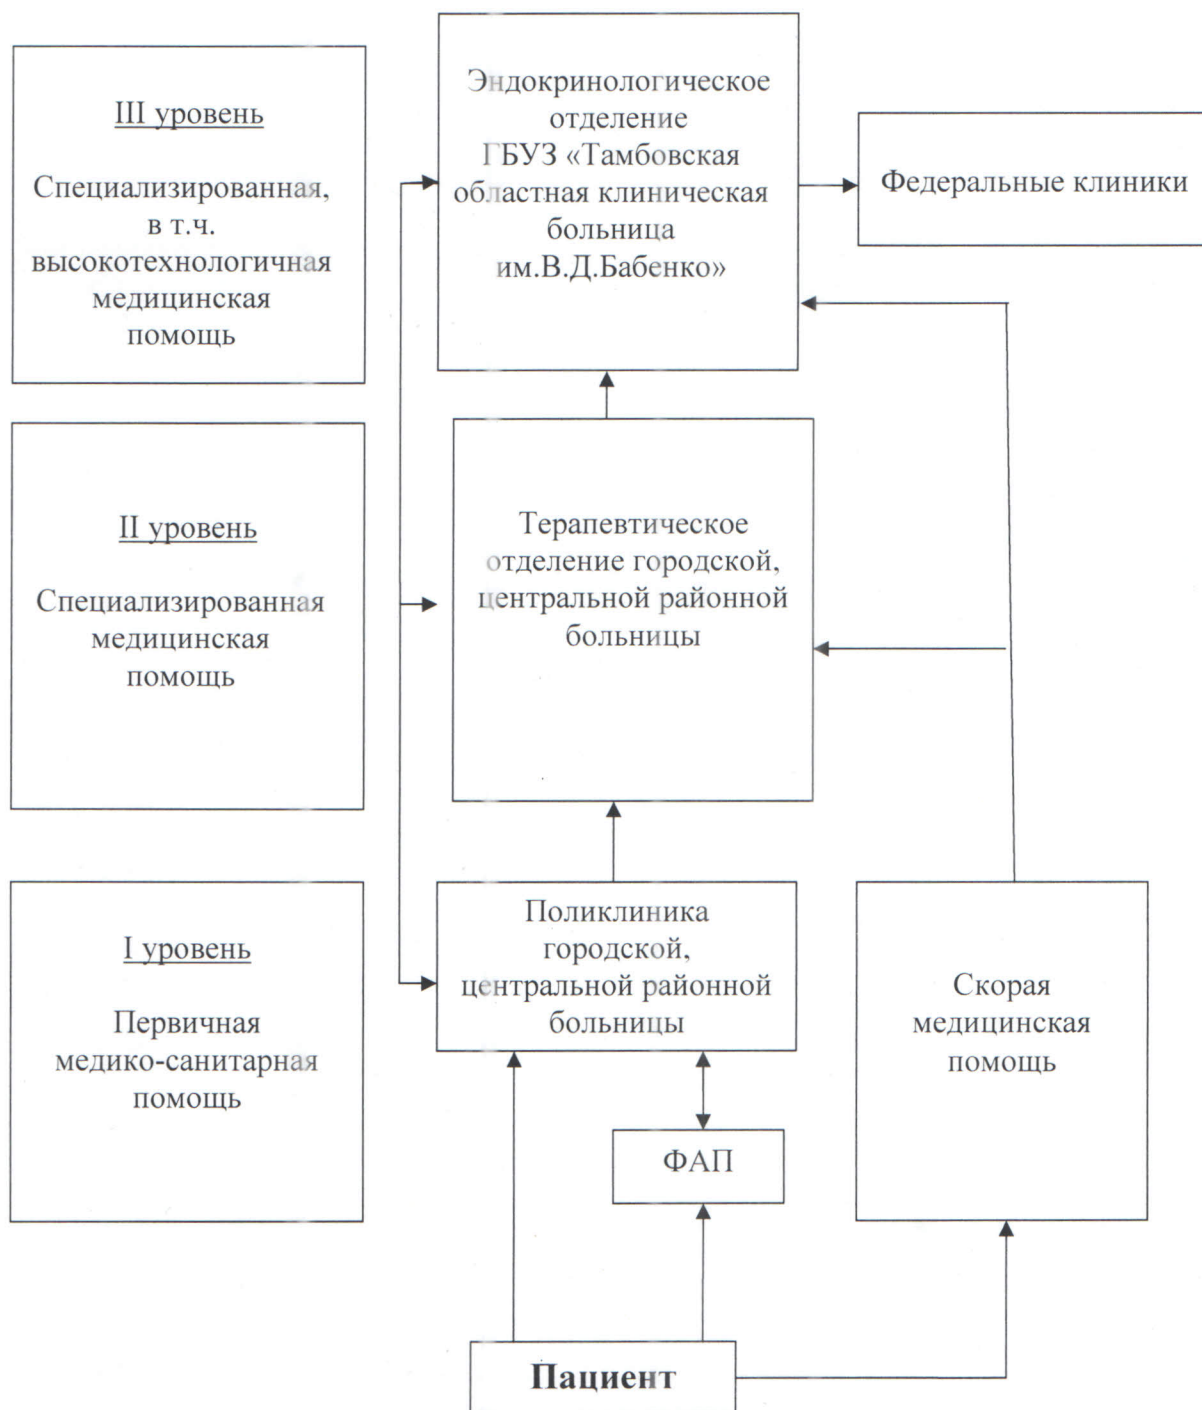 III уровень
Специализированная,
в т.ч.
высокотехнологичная
медицинская
помощь
Эндокринологическое
отделение
ГБУЗ «Тамбовская
областная клиническая
больница
им.В.Д.Бабенко»
Федеральные клиники
II уровень
Специализированная
медицинская
помощь
Терапевтическое
отделение городской,
центральной районной
больницы
I уровень
Первичная
медико-санитарная
помощь
Поликлиника
городской,
центральной районной
больницы
Скорая
медицинская
помощь
ФАП
Пациент